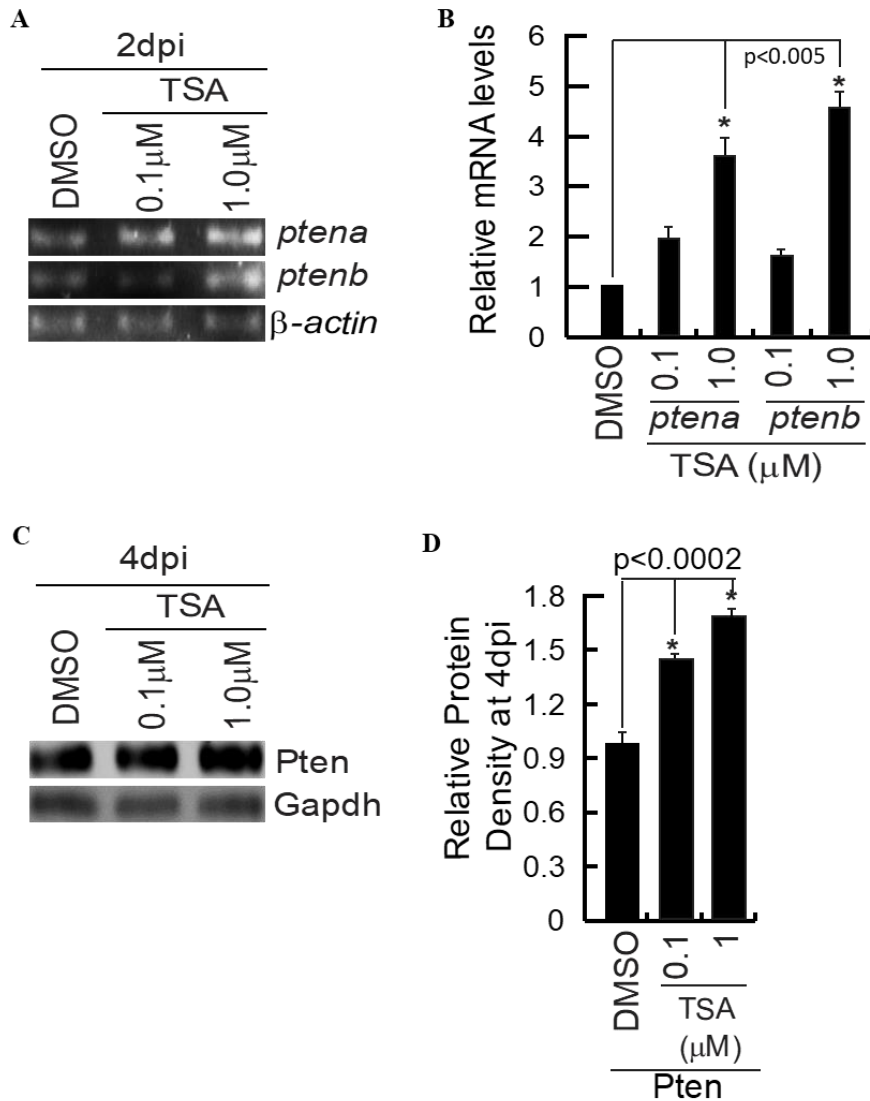 A
2dpi
TSA
DMSO
0.1μM
1.0μM
ptena
ptenb
β-actin
B
Relative mRNA levels
6
5
4
3
2
1
0
p<0.005
*
*
DMSO
0.1
1.0
0.1
1.0
ptena
ptenb
TSA (μM)
C
4dpi
TSA
DMSO
0.1μM
1.0μM
Pten
Gapdh
D
p<0.0002
Relative Protein
Density at 4dpi
1.8
1.5
1.2
0.9
0.6
0.3
0
*
*
DMSO
0.1
1
TSA
(μM)
Pten